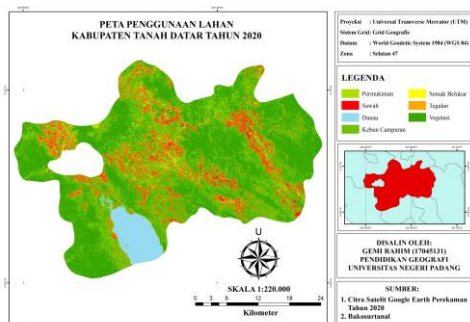 PETA PENGGUNAAN LAHAN
KABUPATEN TANAH DATAR TAHUN 2020
U
SKALA 1:220.000
0 3 6 12 18 24
Kilometer
Proyeksi : Universal Transverse Mercator (UTM)
Sistem Grid: Grid Geografis
Datum : World Geodetic System 1984 (WGS 84)
Zona : Selatan 47
LEGENDA
Permukiman
Sawah
Danau
Kebun Campuran
Semak Belukar
Tegalan
Vegetasi
DISALIN OLEH:
GEMI RAHIM (17045131)
PENDIDIKAN GEOGRAFI
UNIVERSITAS NEGERI PADANG
SUMBER:
1. Citra Satelit Google Earth Perekaman
Tahun 2020
2. Bakosurtanal